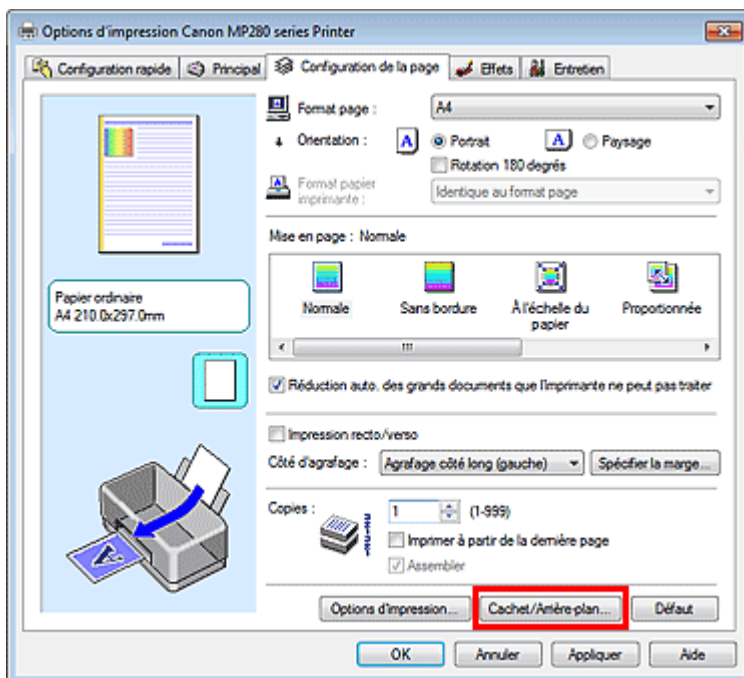 Options d'impression Canon MP280 series Printer
Configuration rapide
Principal
Configuration de la page
Effets
Entretien
Format page :
A4
Orientation :
A
Portrait
A
Paysage
Rotation 180 degrés
Format papier
imprimante :
Identique au format page
Mise en page : Normale
Papier ordinaire
A4 210.0x297.0mm
Normale
Sans bordure
À l'échelle du
papier
Proportionnée
Réduction auto. des grands documents que l'imprimante ne peut pas traiter
Impression recto/verso
Côté d'agrafage :
Agrafage côté long (gauche)
Spécifier la marge...
Copies :
1
(1-999)
Imprimer à partir de la dernière page
Assembler
A
Options d'impression...
Cachet/Arrière-plan...
Défaut
OK
Annuler
Appliquer
Aide